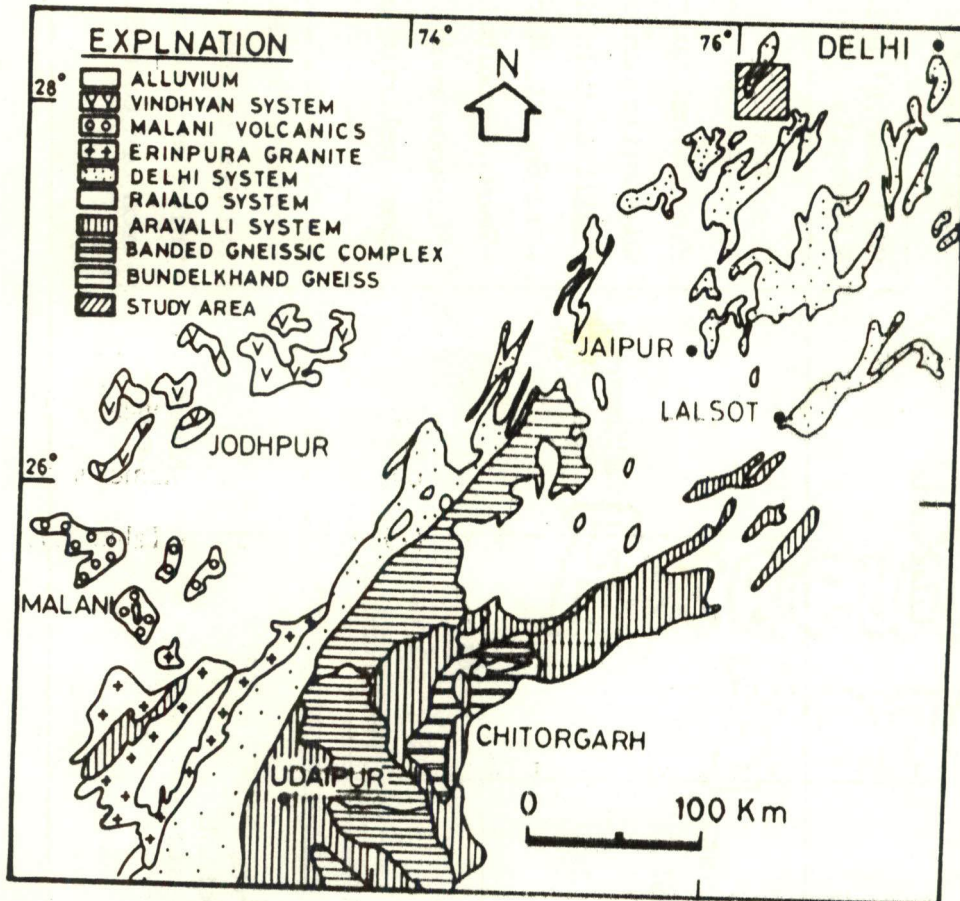 EXPLNATION
ALLUVIUM
VINDHYAN SYSTEM
MALANI VOLCANICS
ERINPURA GRANITE
DELHI SYSTEM
RAIALO SYSTEM
ARAVALLI SYSTEM
BANDED GNEISSIC COMPLEX
BUNDELKHAND GNEISS
STUDY AREA
74°
76°
DELHI
28°
N
JAIPUR
LALSOT
JODHPUR
26°
MALANI
CHITORGARH
UDAIPUR
0 100 Km